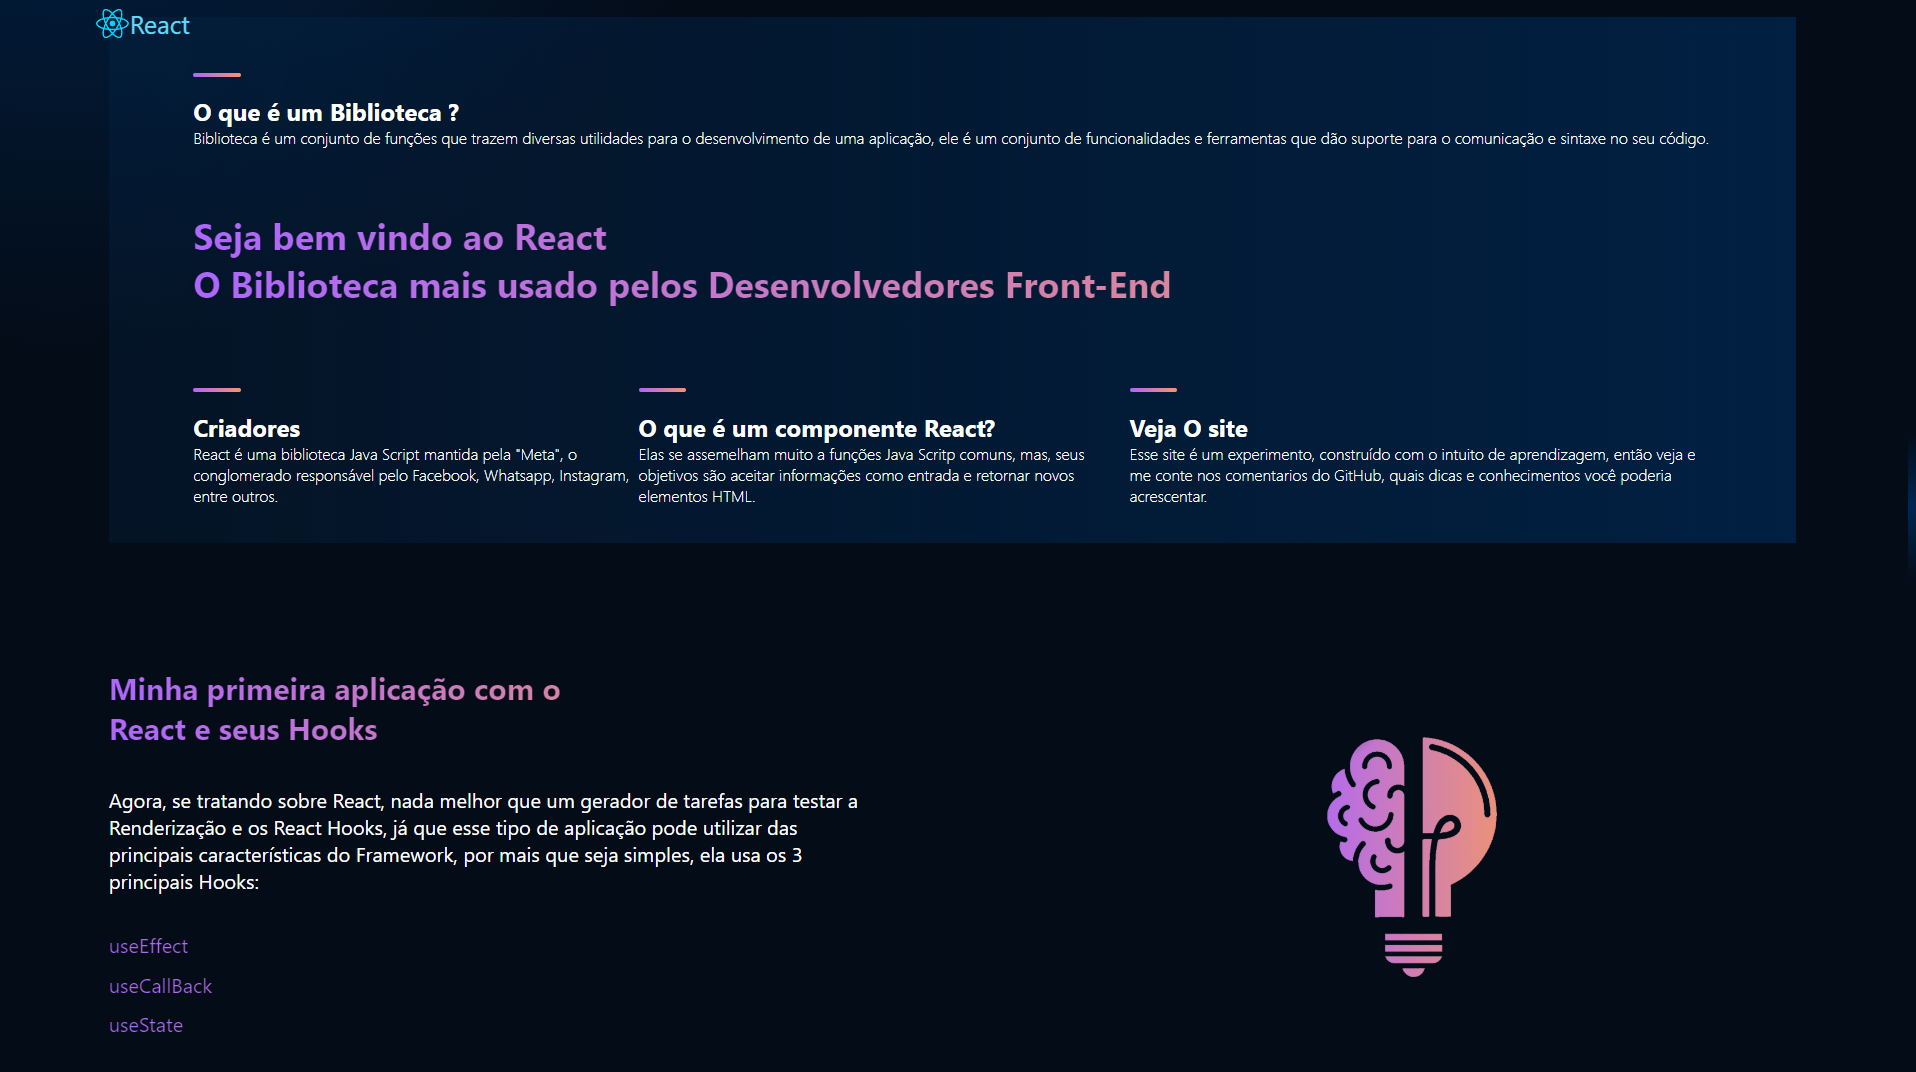 React
O que é um Biblioteca ?
Biblioteca é um conjunto de funções que trazem diversas utilidades para o desenvolvimento de uma aplicação, ele é um conjunto de funcionalidades e ferramentas que dão suporte para o comunicação e sintaxe no seu código.
Seja bem vindo ao React
O Biblioteca mais usado pelos Desenvolvedores Front-End
Criadores
React é uma biblioteca Java Script mantida pela "Meta", o
conglomerado responsável pelo Facebook, Whatsapp, Instagram,
entre outros.
O que é um componente React?
Elas se assemelham muito a funções Java Scritp comuns, mas, seus
objetivos são aceitar informações como entrada e retornar novos
elementos HTML.
Veja O site
Esse site é um experimento, construído com o intuito de aprendizagem, então veja e
me conte nos comentarios do GitHub, quais dicas e conhecimentos você poderia
acrescentar.
Minha primeira aplicação com o
React e seus Hooks
Agora, se tratando sobre React, nada melhor que um gerador de tarefas para testar a
Renderização e os React Hooks, já que esse tipo de aplicação pode utilizar das
principais características do Framework, por mais que seja simples, ela usa os 3
principais Hooks:
useEffect
useCallBack
useState